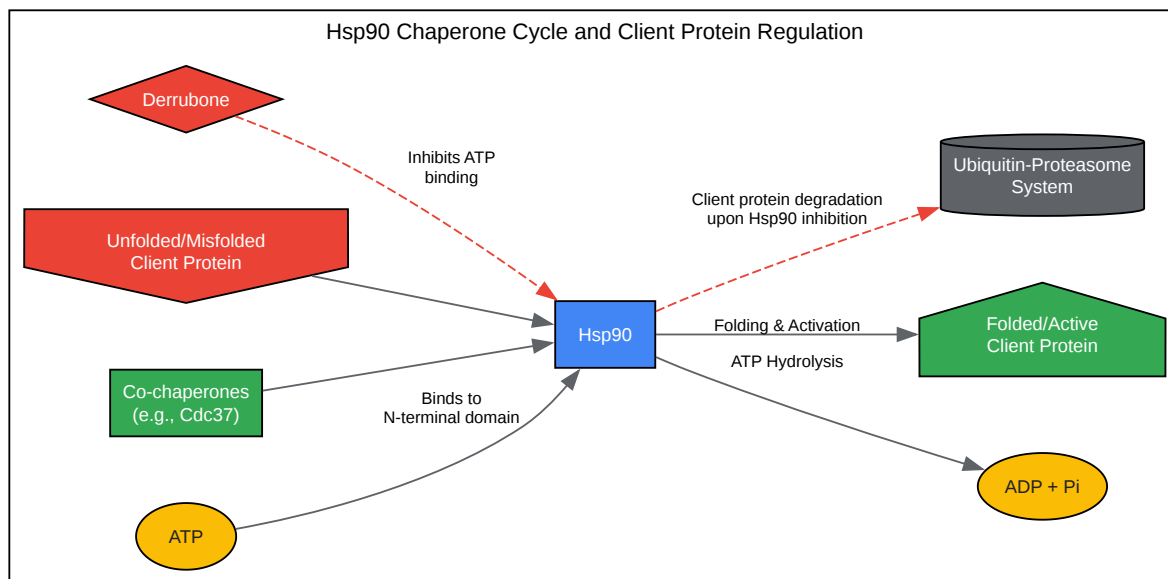 Hsp90 Chaperone Cycle and Client Protein Regulation
Derrubone
Inhibits ATP
binding
Unfolded/Misfolded
Client Protein
Co-chaperones
(e.g., Cdc37)
Binds to
N-terminal domain
ATP
Hsp90
Client protein degradation
upon Hsp90 inhibition
Ubiquitin-Proteasome
System
Folding & Activation
Folded/Active
Client Protein
ATP Hydrolysis
ADP + Pi